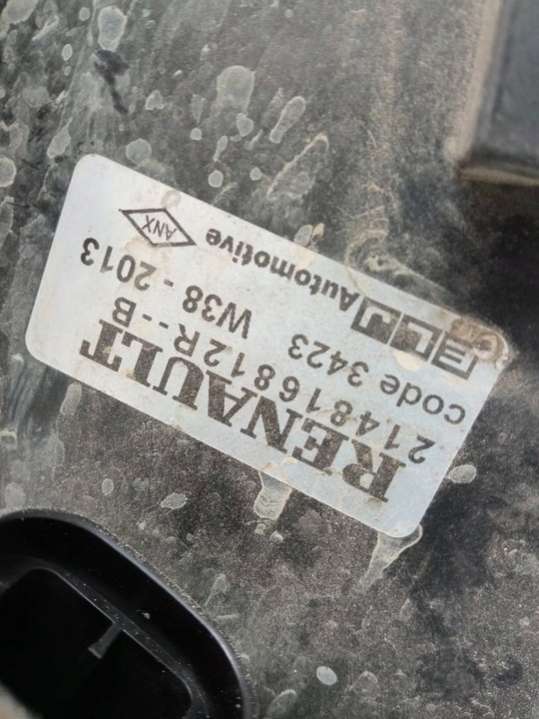 RENAULT
214816812R--B
code 3423 W38 - 2013
Automotive ANX